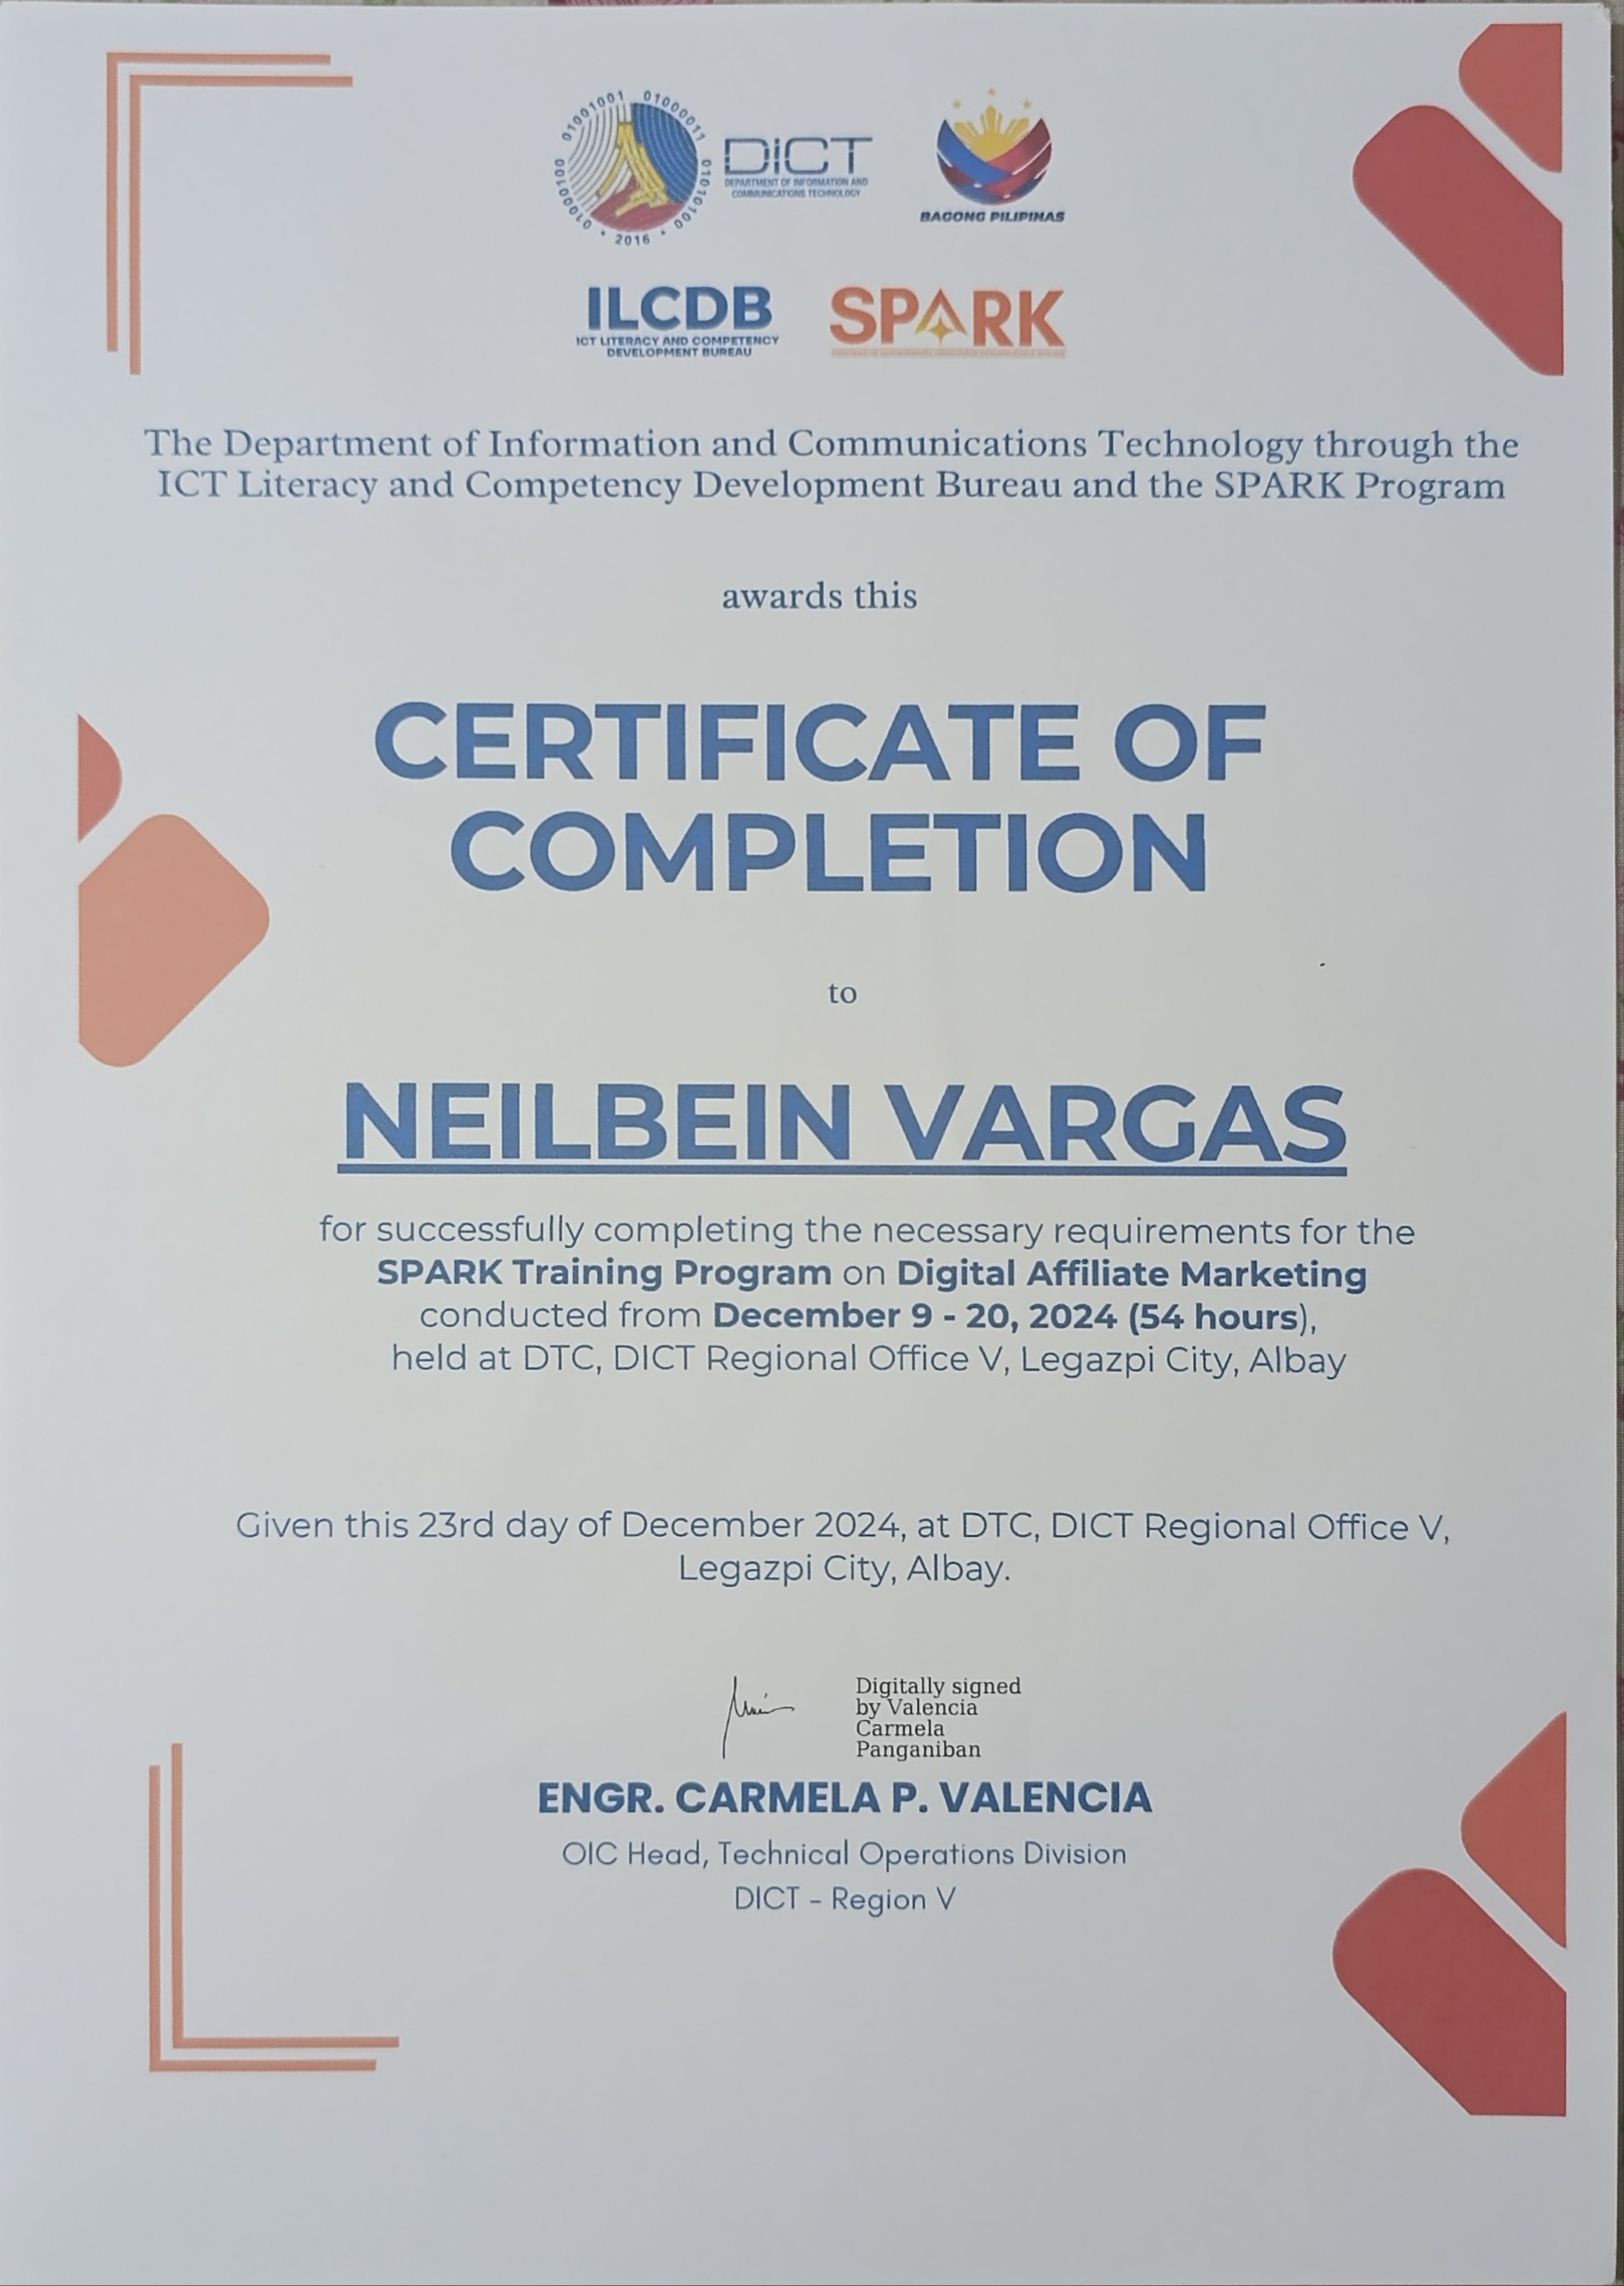 01001001 01000011 01010100 01000100 • 2016 •
DICT
DEPARTMENT OF INFORMATION AND
COMMUNICATIONS TECHNOLOGY
BAGONG PILIPINAS
ILCDB
ICT LITERACY AND COMPETENCY
DEVELOPMENT BUREAU
SPARK
The Department of Information and Communications Technology through the
ICT Literacy and Competency Development Bureau and the SPARK Program
awards this
CERTIFICATE OF
COMPLETION
to
NEILBEIN VARGAS
for successfully completing the necessary requirements for the
SPARK Training Program on Digital Affiliate Marketing
conducted from December 9 - 20, 2024 (54 hours),
held at DTC, DICT Regional Office V, Legazpi City, Albay
Given this 23rd day of December 2024, at DTC, DICT Regional Office V,
Legazpi City, Albay.
Digitally signed
by Valencia
Carmela
Panganiban
ENGR. CARMELA P. VALENCIA
OIC Head, Technical Operations Division
DICT - Region V